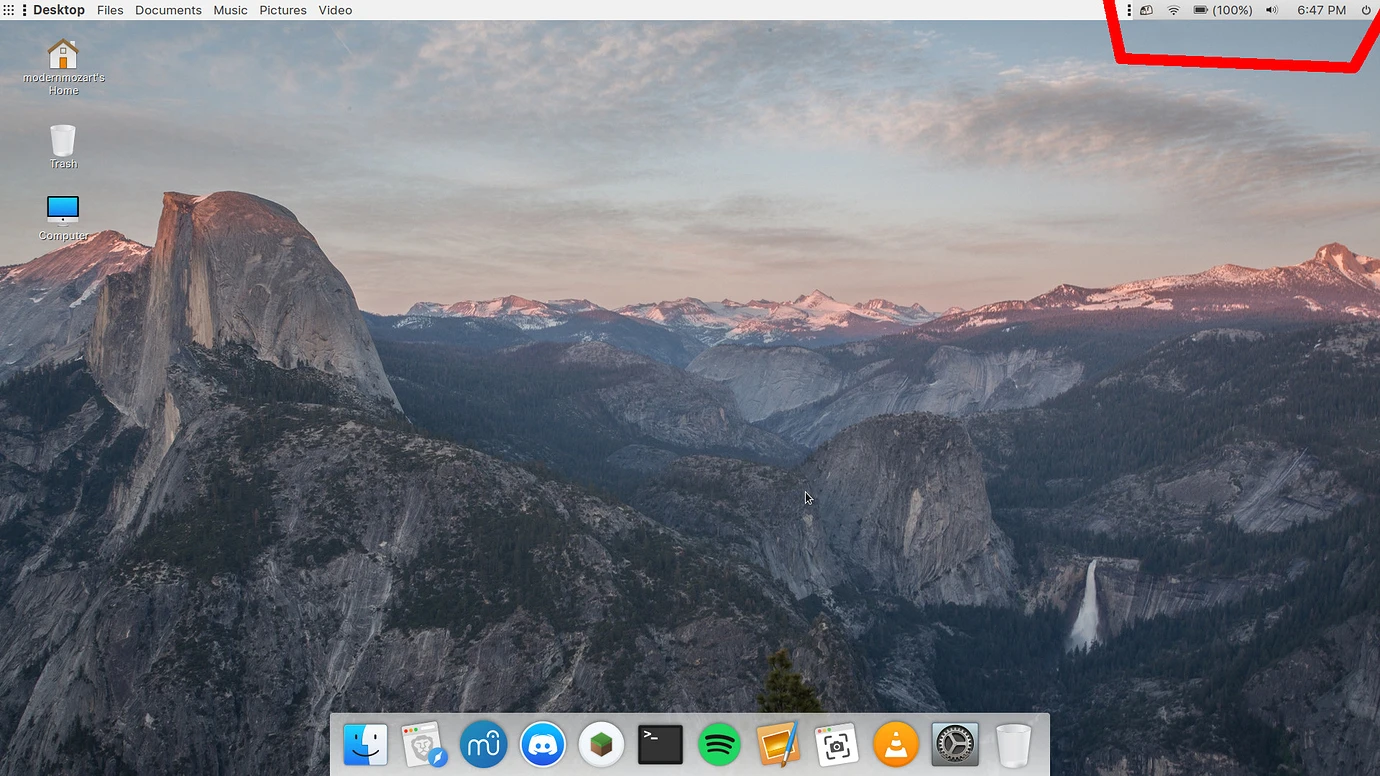 Desktop Files Documents Music Pictures Video (100%) 6:47 PM
modernmozart's
Home
Trash
Computer
>_